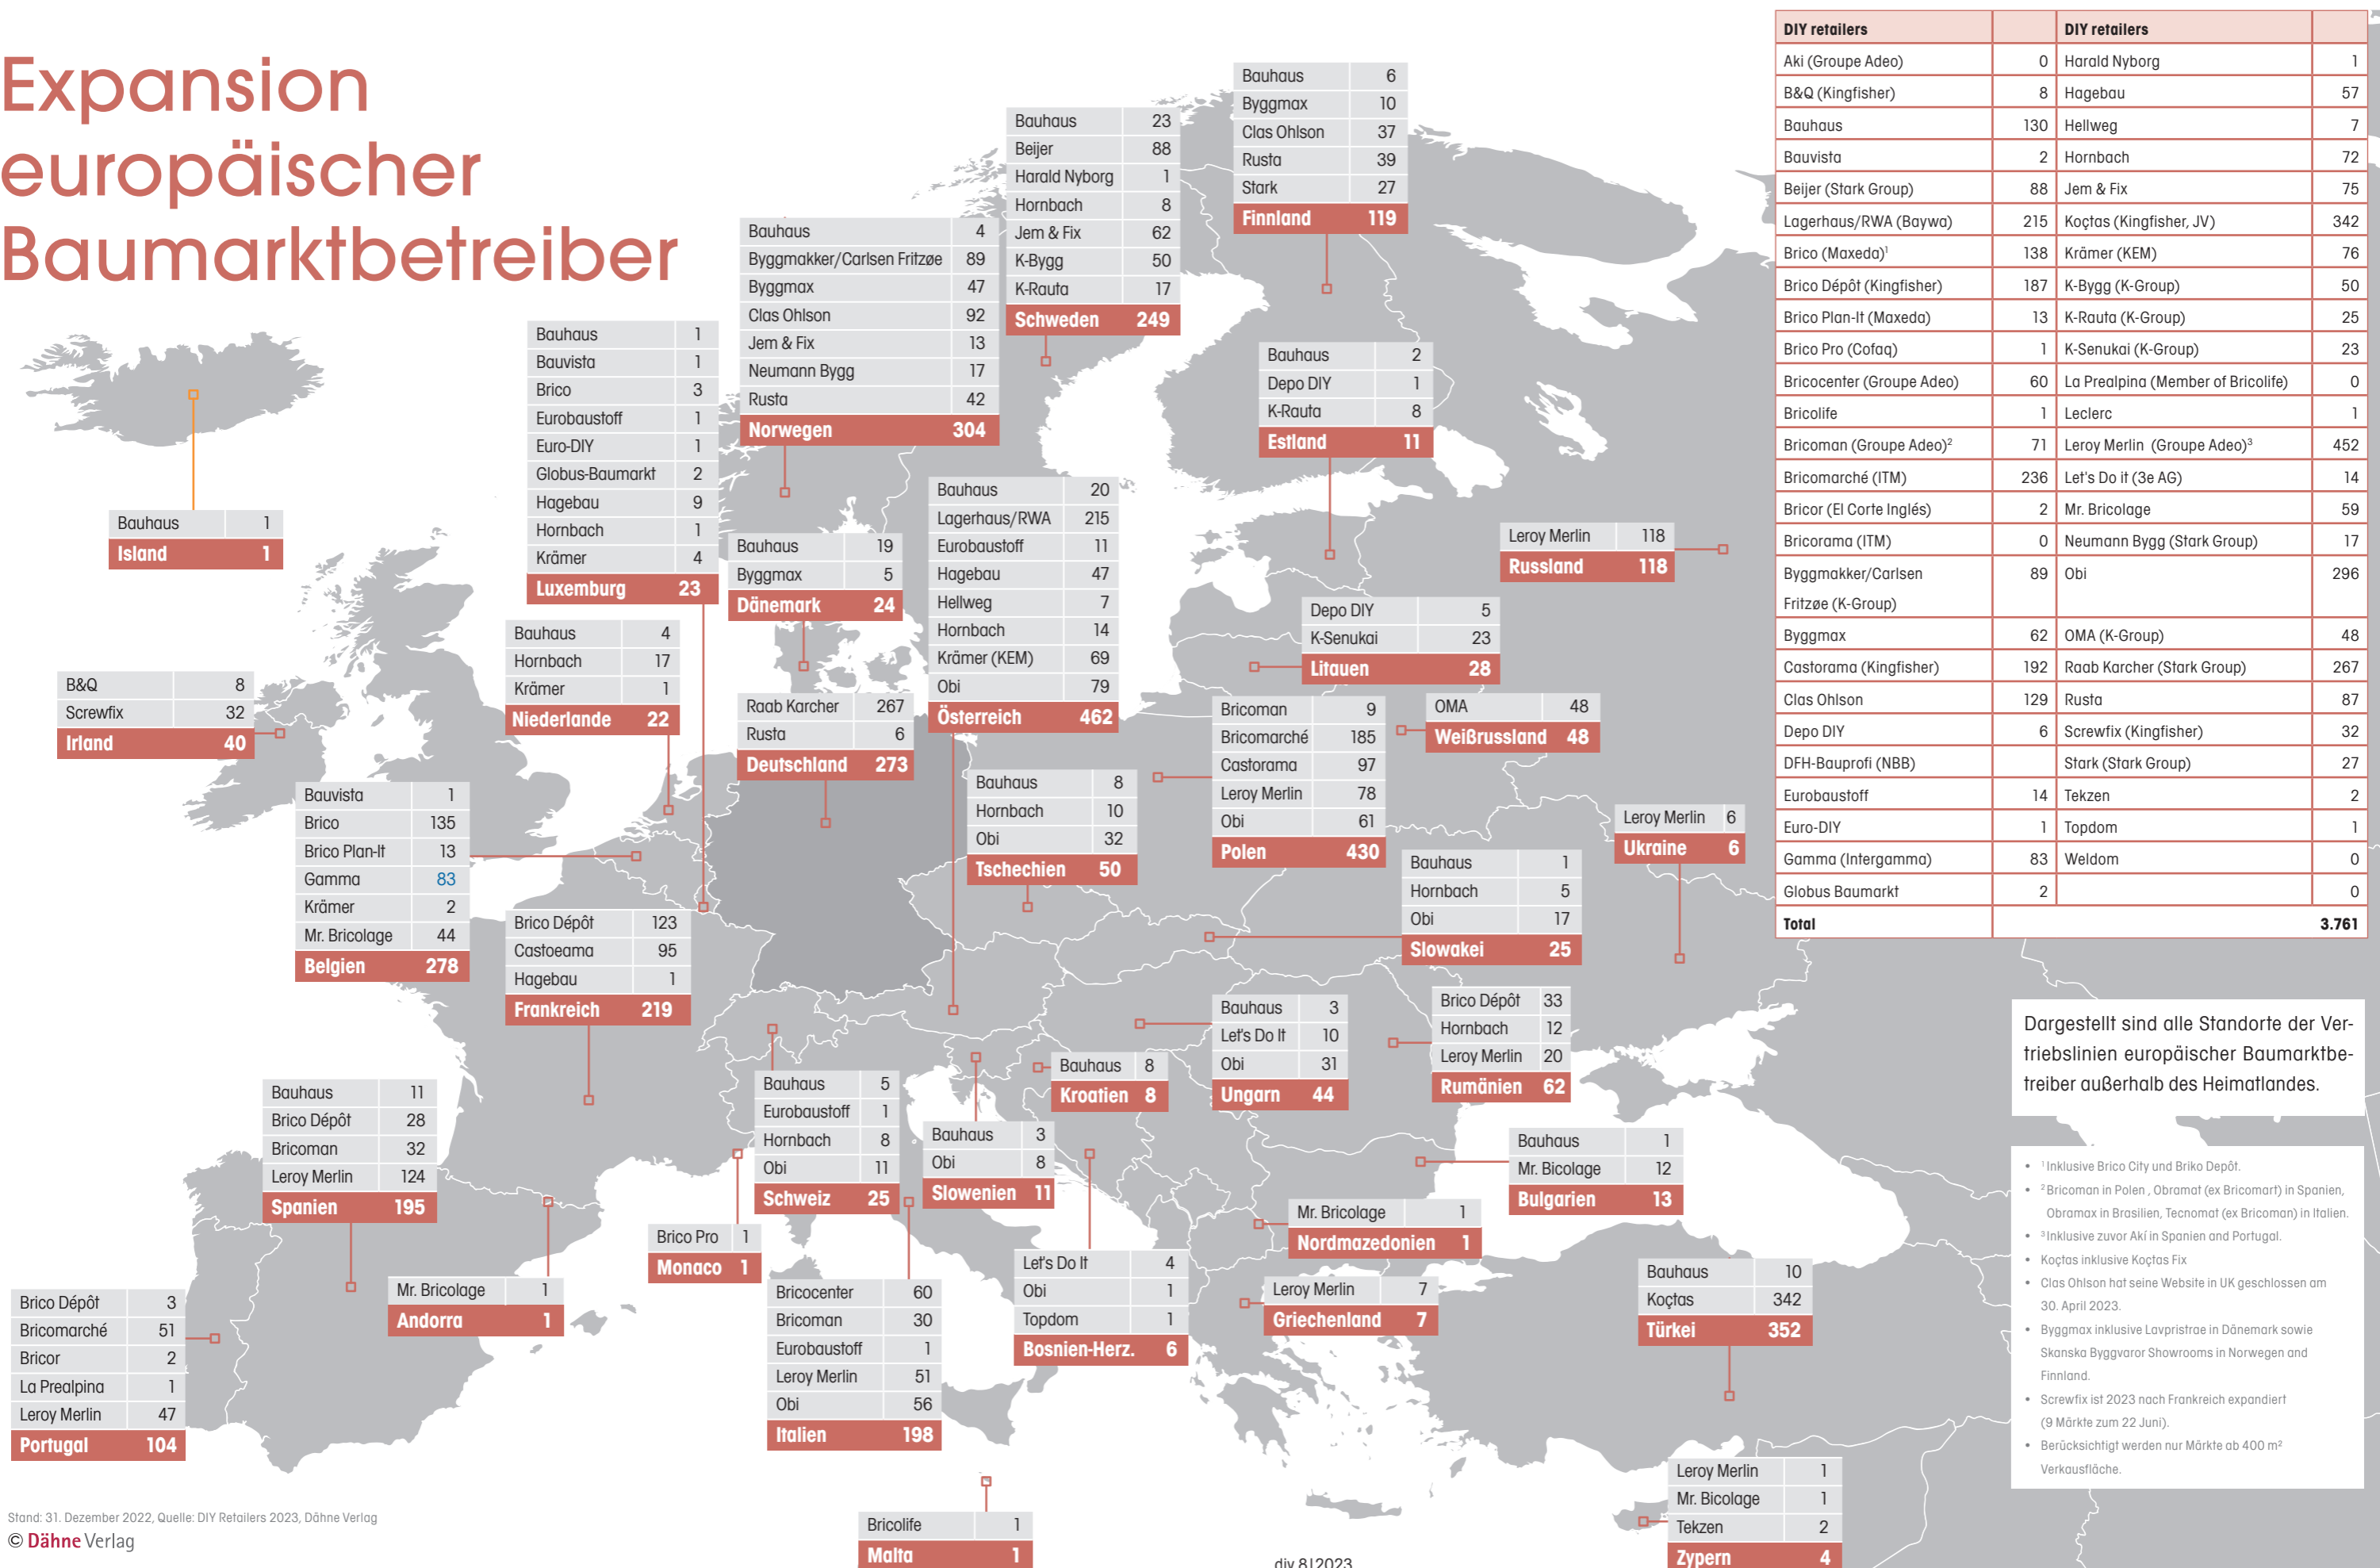 Expansion
europäischer
Baumarktbetreiber
Bauhaus 1
Island 1
B&Q 8
Screwfix 32
Irland 40
Bauhaus 1
Bauvista 1
Brico 3
Eurobaustoff 1
Euro-DIY 1
Globus-Baumarkt 2
Hagebau 9
Hornbach 1
Krämer 4
Luxemburg 23
Bauhaus 4
Byggmakker/Carlsen Fritzøe 89
Byggmax 47
Clas Ohlson 92
Jem & Fix 13
Neumann Bygg 17
Rusta 42
Norwegen 304
Bauhaus 23
Beijer 88
Harald Nyborg 1
Hornbach 8
Jem & Fix 62
K-Bygg 50
K-Rauta 17
Schweden 249
Bauhaus 6
Byggmax 10
Clas Ohlson 37
Rusta 39
Stark 27
Finnland 119
Bauhaus 2
Depo DIY 1
K-Rauta 8
Estland 11
Leroy Merlin 118
Russland 118
Depo DIY 5
K-Senukai 23
Litauen 28
OMA 48
Weißrussland 48
Bauhaus 19
Byggmax 5
Dänemark 24
Bauhaus 20
Lagerhaus/RWA 215
Eurobaustoff 11
Hagebau 47
Hellweg 7
Hornbach 14
Krämer (KEM) 69
Obi 79
Österreich 462
Bauhaus 4
Hornbach 17
Krämer 1
Niederlande 22
Raab Karcher 267
Rusta 6
Deutschland 273
Bauhaus 8
Hornbach 10
Obi 32
Tschechien 50
Bricoman 9
Bricomarché 185
Castorama 97
Leroy Merlin 78
Obi 61
Polen 430
Leroy Merlin 6
Ukraine 6
Bauhaus 1
Hornbach 5
Obi 17
Slowakei 25
Bauvista 1
Brico 135
Brico Plan-It 13
Gamma 83
Krämer 2
Mr. Bricolage 44
Belgien 278
Brico Dépôt 123
Castoeama 95
Hagebau 1
Frankreich 219
Bauhaus 3
Let's Do It 10
Obi 31
Ungarn 44
Brico Dépôt 33
Hornbach 12
Leroy Merlin 20
Rumänien 62
Bauhaus 8
Kroatien 8
Bauhaus 5
Eurobaustoff 1
Hornbach 8
Obi 11
Schweiz 25
Bauhaus 3
Obi 8
Slowenien 11
Bauhaus 1
Mr. Bicolage 12
Bulgarien 13
Mr. Bricolage 1
Nordmazedonien 1
Bauhaus 11
Brico Dépôt 28
Bricoman 32
Leroy Merlin 124
Spanien 195
Brico Pro 1
Monaco 1
Mr. Bricolage 1
Andorra 1
Brico Dépôt 3
Bricomarché 51
Bricor 2
La Prealpina 1
Leroy Merlin 47
Portugal 104
Bricocenter 60
Bricoman 30
Eurobaustoff 1
Leroy Merlin 51
Obi 56
Italien 198
Let's Do It 4
Obi 1
Topdom 1
Bosnien-Herz. 6
Leroy Merlin 7
Griechenland 7
Bauhaus 10
Koçtas 342
Türkei 352
Bricolife 1
Malta 1
Leroy Merlin 1
Mr. Bicolage 1
Tekzen 2
Zypern 4
DIY retailers DIY retailers
Aki (Groupe Adeo) 0 Harald Nyborg 1
B&Q (Kingfisher) 8 Hagebau 57
Bauhaus 130 Hellweg 7
Bauvista 2 Hornbach 72
Beijer (Stark Group) 88 Jem & Fix 75
Lagerhaus/RWA (Baywa) 215 Koçtas (Kingfisher, JV) 342
Brico (Maxeda)¹ 138 Krämer (KEM) 76
Brico Dépôt (Kingfisher) 187 K-Bygg (K-Group) 50
Brico Plan-It (Maxeda) 13 K-Rauta (K-Group) 25
Brico Pro (Cofaq) 1 K-Senukai (K-Group) 23
Bricocenter (Groupe Adeo) 60 La Prealpina (Member of Bricolife) 0
Bricolife 1 Leclerc 1
Bricoman (Groupe Adeo)² 71 Leroy Merlin (Groupe Adeo)³ 452
Bricomarché (ITM) 236 Let's Do it (3e AG) 14
Bricor (El Corte Inglés) 2 Mr. Bricolage 59
Bricorama (ITM) 0 Neumann Bygg (Stark Group) 17
Byggmakker/Carlsen 89 Obi 296
Fritzøe (K-Group)
Byggmax 62 OMA (K-Group) 48
Castorama (Kingfisher) 192 Raab Karcher (Stark Group) 267
Clas Ohlson 129 Rusta 87
Depo DIY 6 Screwfix (Kingfisher) 32
DFH-Bauprofi (NBB) Stark (Stark Group) 27
Eurobaustoff 14 Tekzen 2
Euro-DIY 1 Topdom 1
Gamma (Intergamma) 83 Weldom 0
Globus Baumarkt 2 0
Total 3.761
Dargestellt sind alle Standorte der Ver-
triebslinien europäischer Baumarktbe-
treiber außerhalb des Heimatlandes.
• ¹ Inklusive Brico City und Briko Depôt.
• ² Bricoman in Polen , Obramat (ex Bricomart) in Spanien,
Obramax in Brasilien, Tecnomat (ex Bricoman) in Italien.
• ³ Inklusive zuvor Akí in Spanien and Portugal.
• Koçtas inklusive Koçtas Fix
• Clas Ohlson hat seine Website in UK geschlossen am
30. April 2023.
• Byggmax inklusive Lavpristrae in Dänemark sowie
Skanska Byggvaror Showrooms in Norwegen and
Finnland.
• Screwfix ist 2023 nach Frankreich expandiert
(9 Märkte zum 22 Juni).
• Berücksichtigt werden nur Märkte ab 400 m²
Verkausfläche.
Stand: 31. Dezember 2022, Quelle: DIY Retailers 2023, Dähne Verlag
© Dähne Verlag
diy 8|2023